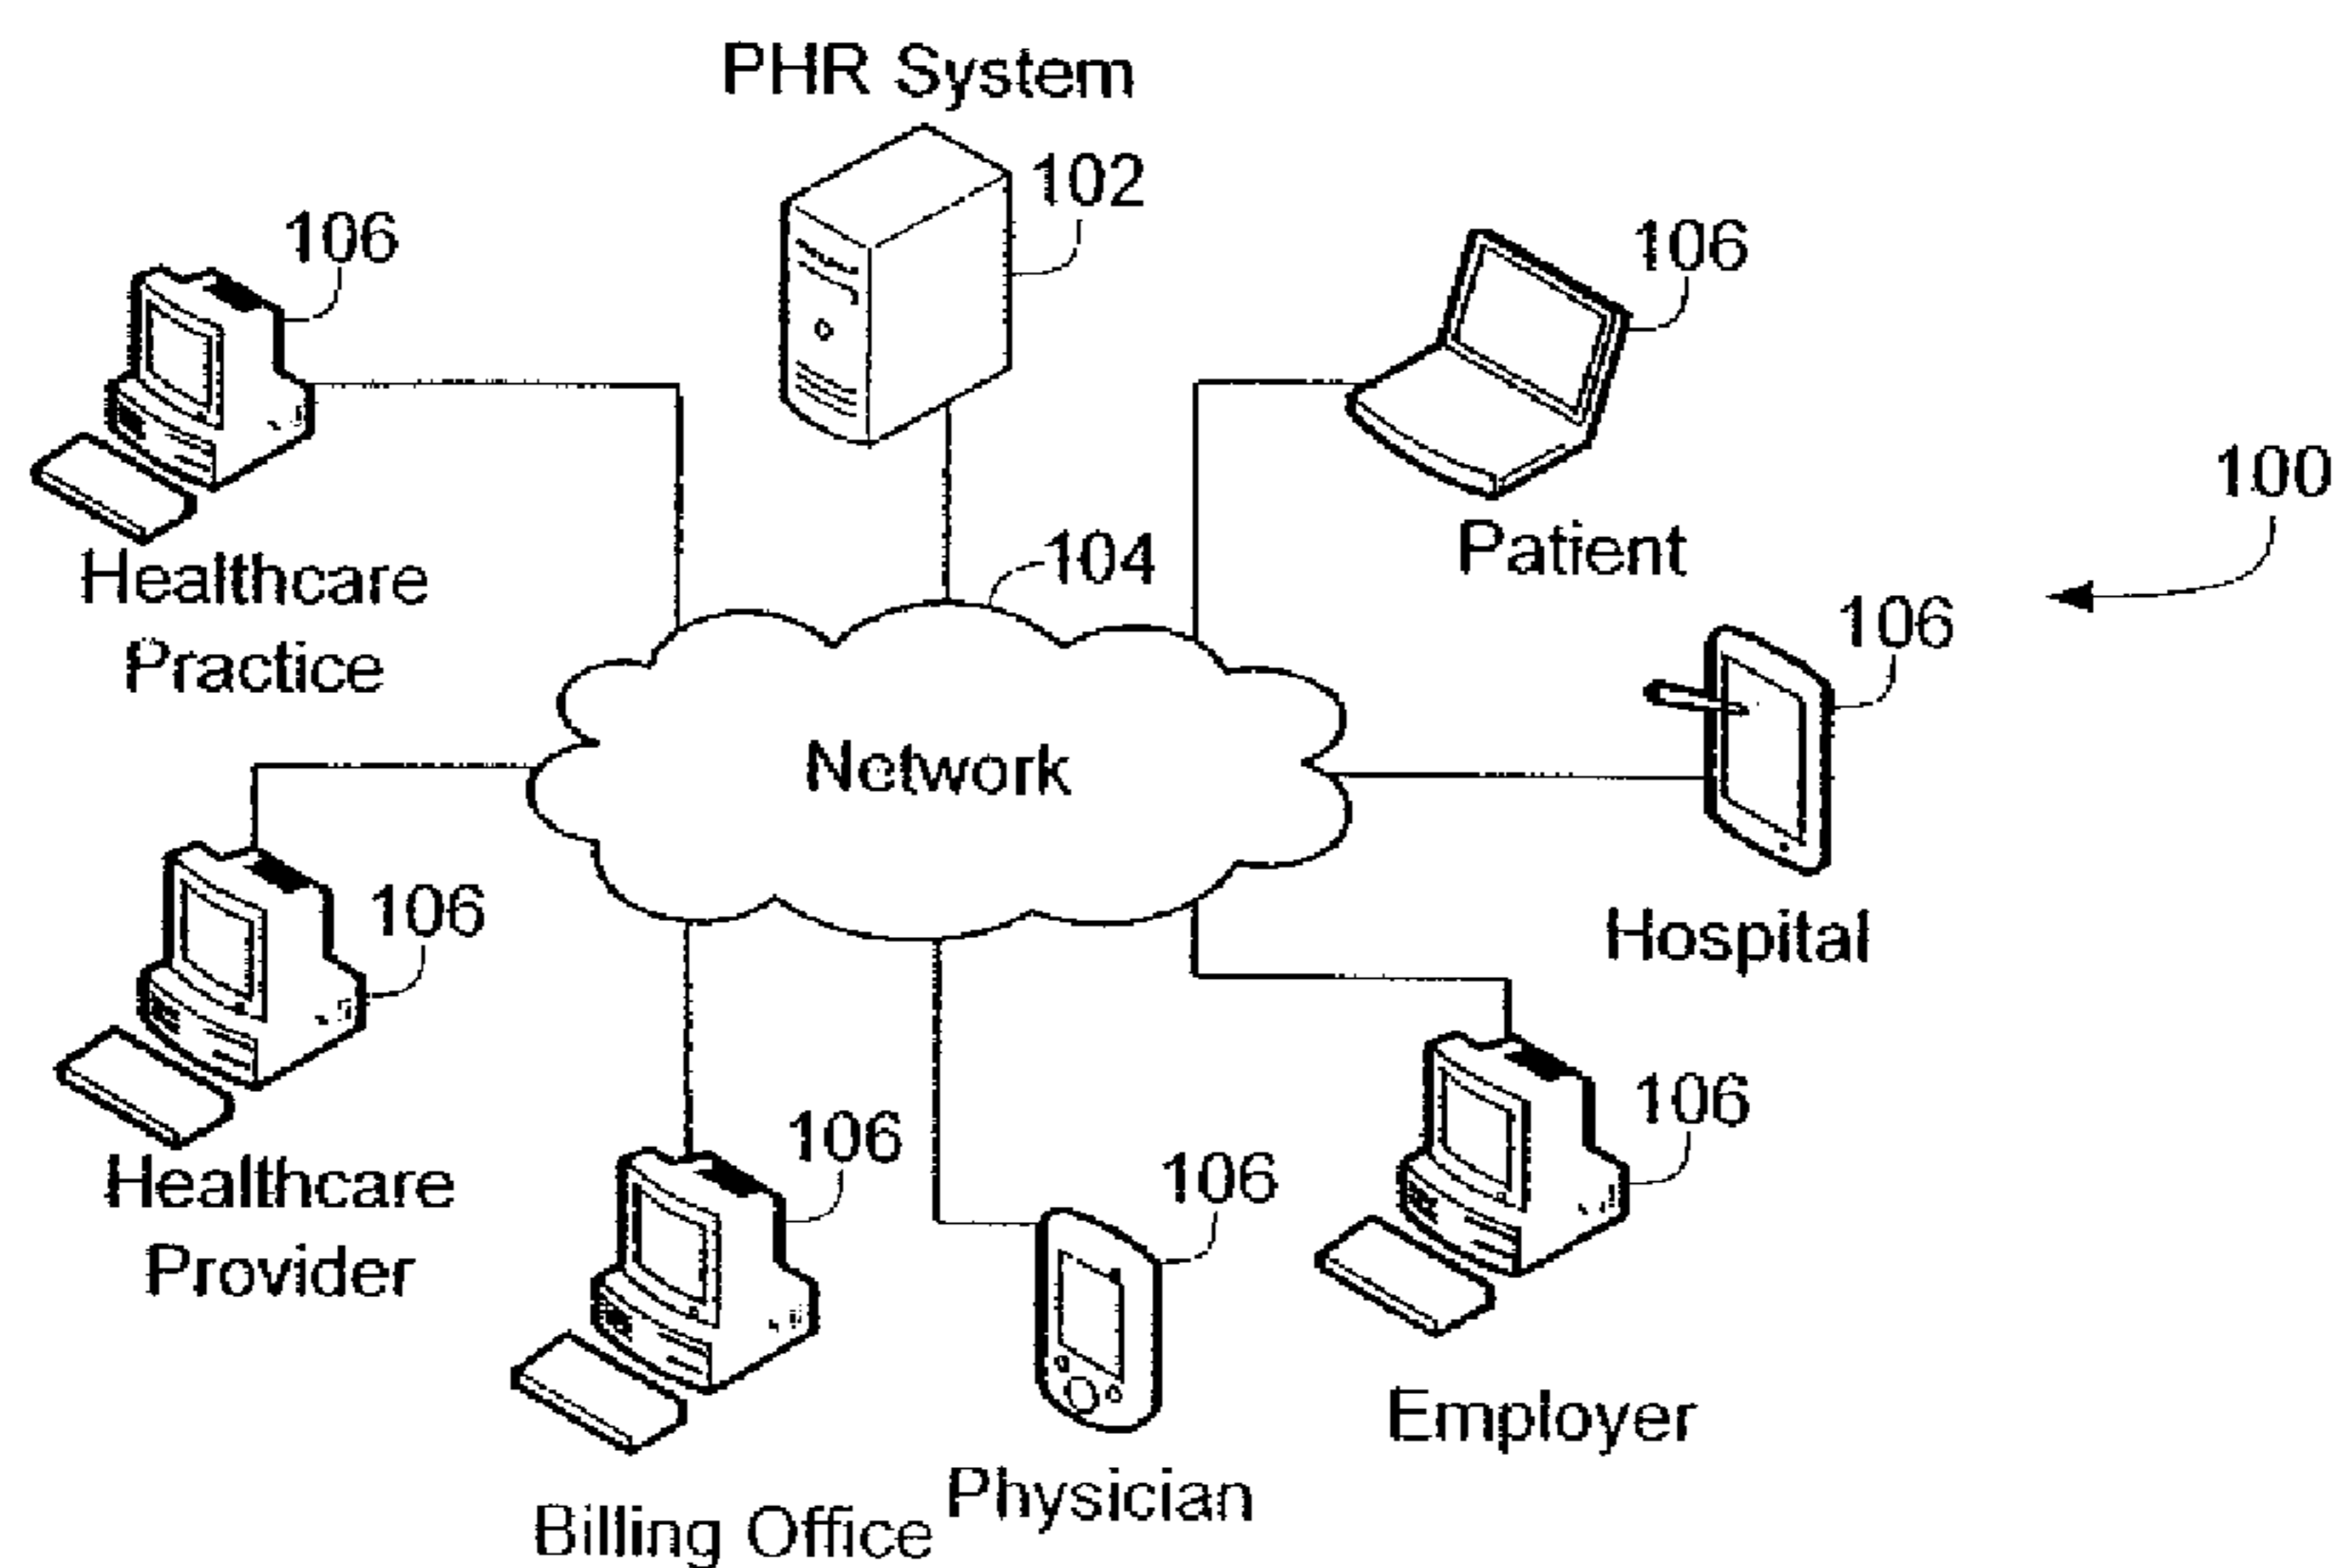 PHR System
102
106
106
100
104
Healthcare
Practice
Patient
106
Network
106
Hospital
106
Healthcare
Provider
106
106
Employer
Billing Office
Physician